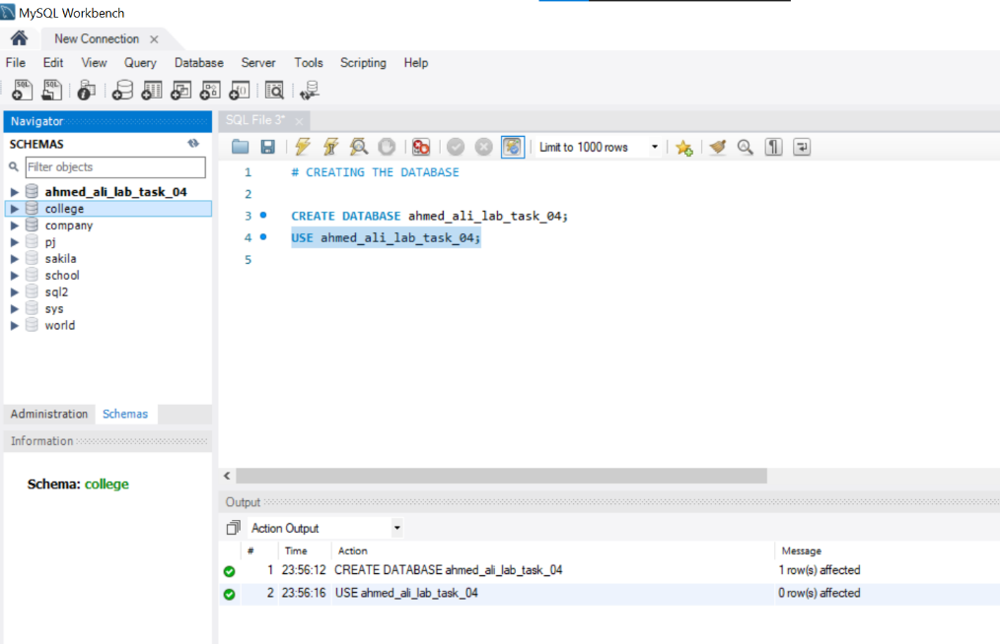 MySQL Workbench
New Connection
File Edit View Query Database Server Tools Scripting Help
Navigator
SCHEMAS
Filter objects
ahmed_ali_lab_task_04
college
company
pj
sakila
school
sql2
sys
world
Administration Schemas
Information
Schema: college
SQL File 3*
Limit to 1000 rows
1 # CREATING THE DATABASE
2
3 CREATE DATABASE ahmed_ali_lab_task_04;
4 USE ahmed_ali_lab_task_04;
5
Output
Action Output
# Time Action Message
1 23:56:12 CREATE DATABASE ahmed_ali_lab_task_04 1 row(s) affected
2 23:56:16 USE ahmed_ali_lab_task_04 0 row(s) affected